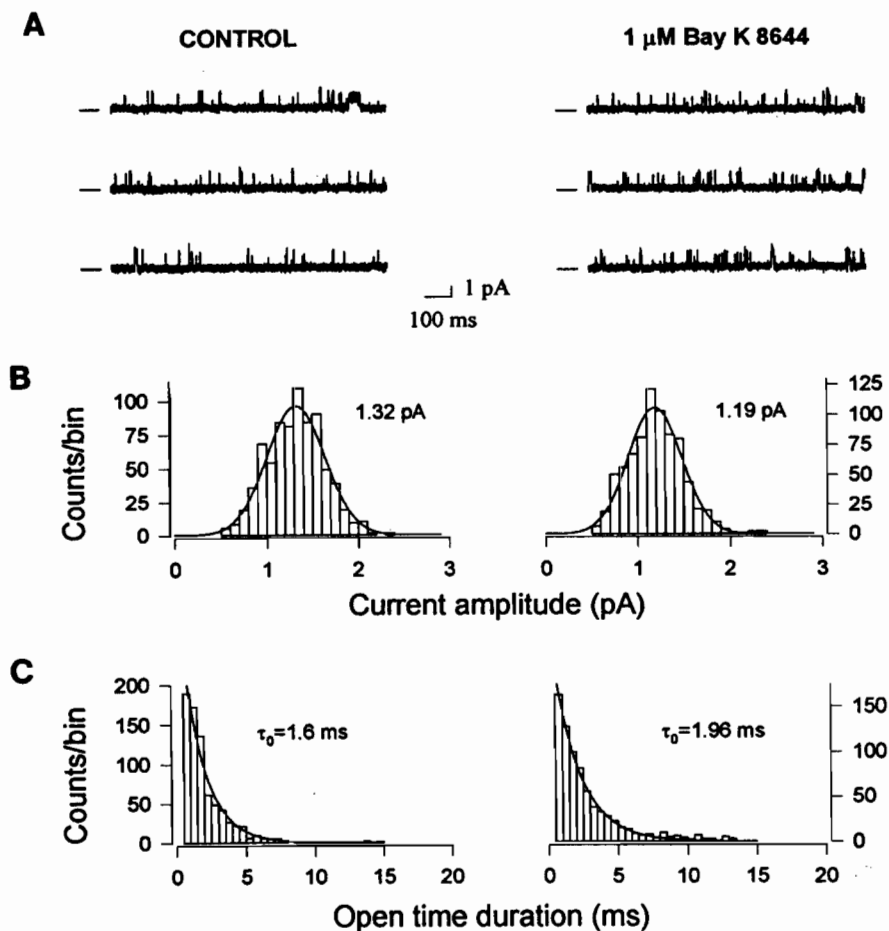 A
CONTROL
1 μM Bay K 8644
1 pA
100 ms
B
Counts/bin
100
75
50
25
0
1.32 pA
1.19 pA
125
100
75
50
25
0
0 1 2 3
0 1 2 3
Current amplitude (pA)
C
Counts/bin
200
150
100
50
0
τ₀=1.6 ms
τ₀=1.96 ms
150
100
50
0
0 5 10 15 20
0 5 10 15 20
Open time duration (ms)